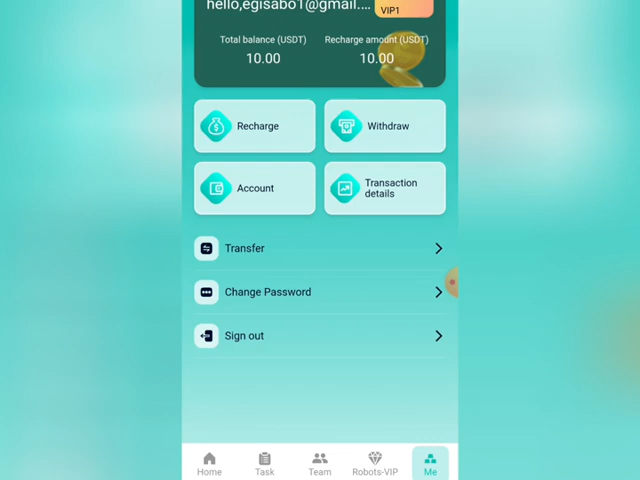 hello,egisabo1@gmail....
VIP1
Total balance (USDT) Recharge amount (USDT)
10.00 10.00
Recharge Withdraw
Account Transaction details
Transfer
Change Password
Sign out
Home Task Team Robots-VIP Me